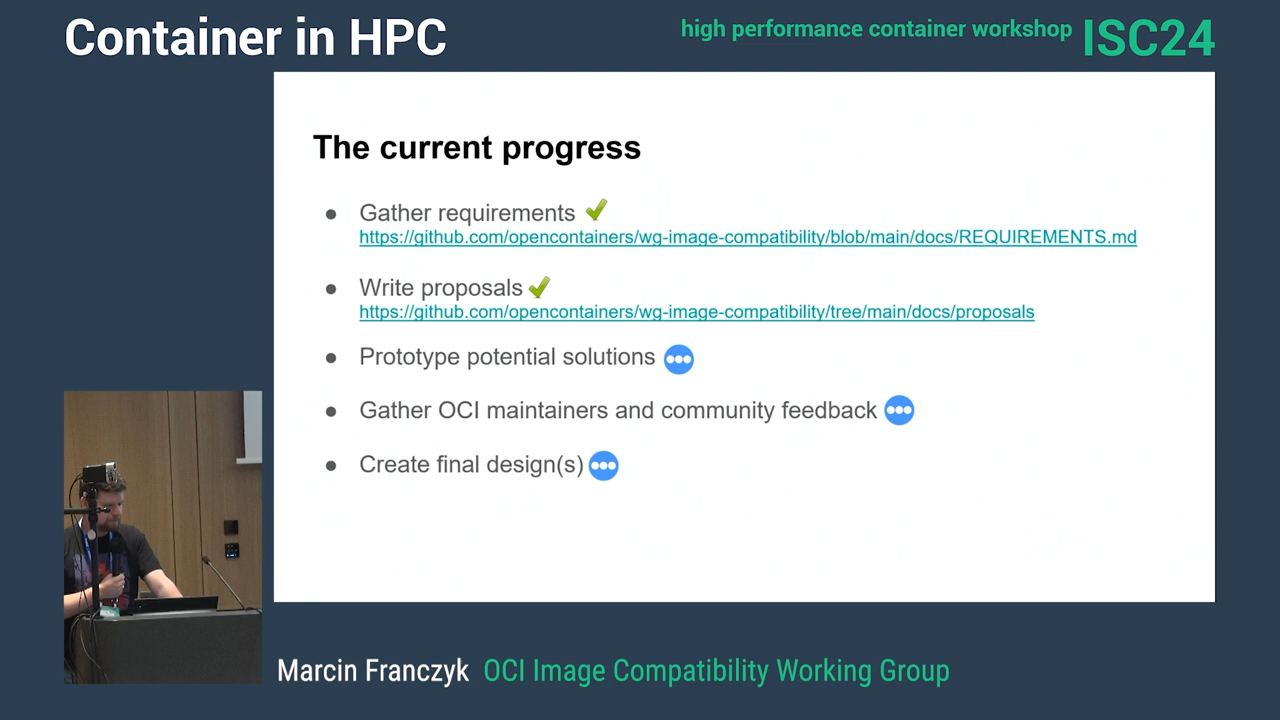 Container in HPC
high performance container workshop ISC24
The current progress
Gather requirements
https://github.com/opencontainers/wg-image-compatibility/blob/main/docs/REQUIREMENTS.md
Write proposals
https://github.com/opencontainers/wg-image-compatibility/tree/main/docs/proposals
Prototype potential solutions
Gather OCI maintainers and community feedback
Create final design(s)
Marcin Franczyk OCI Image Compatibility Working Group